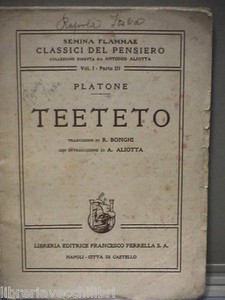 SEMINA FLAMMAE
CLASSICI DEL PENSIERO
COLLEZIONE DIRETTA DA ANTONIO ALIOTTA
Vol. I - Parte III
PLATONE
TEETETO
TRADUZIONE DI R. BONGHI
CON INTRODUZIONE DI A. ALIOTTA
LIBRERIA EDITRICE FRANCESCO PERRELLA S. A.
NAPOLI - CITTÀ DI CASTELLO
libreriavecchilibri